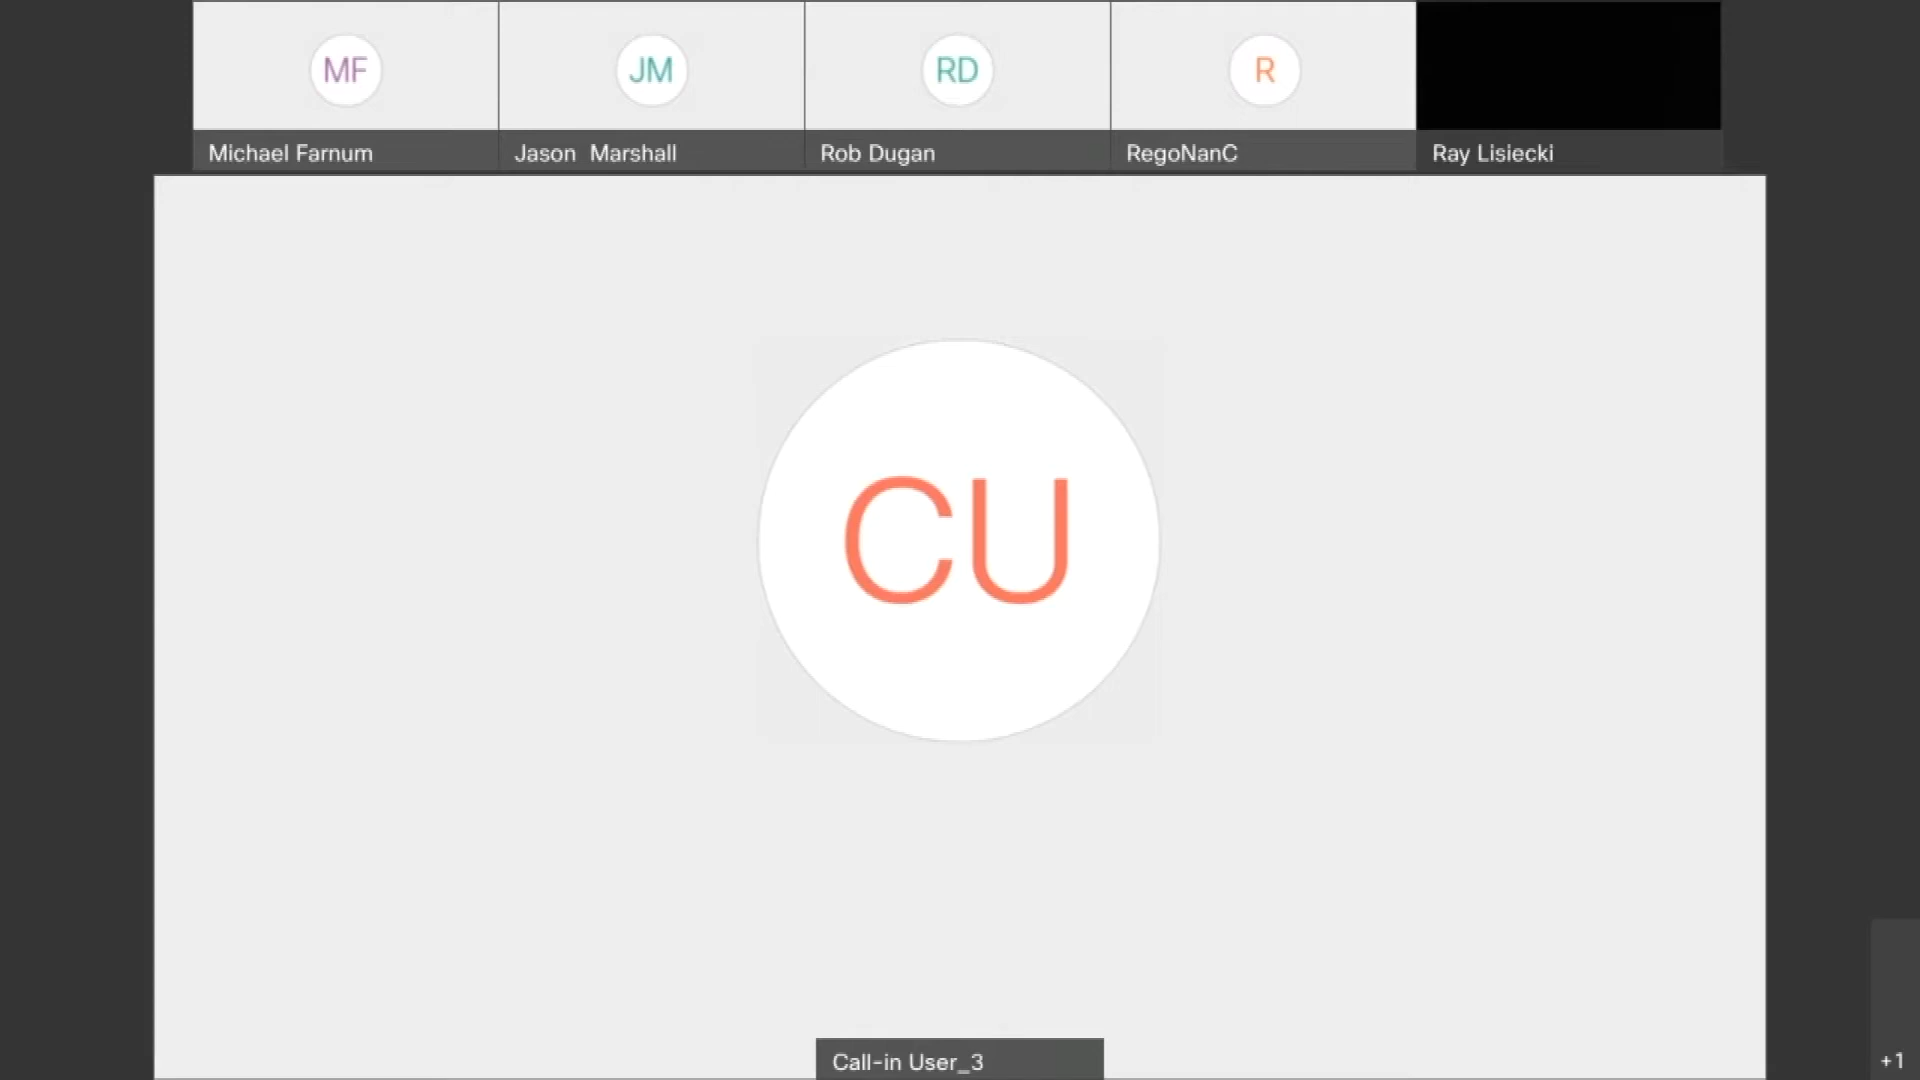 MF
JM
RD
R
Michael Farnum
Jason  Marshall
Rob Dugan
RegoNanC
Ray Lisiecki
CU
Call-in User_3
+1